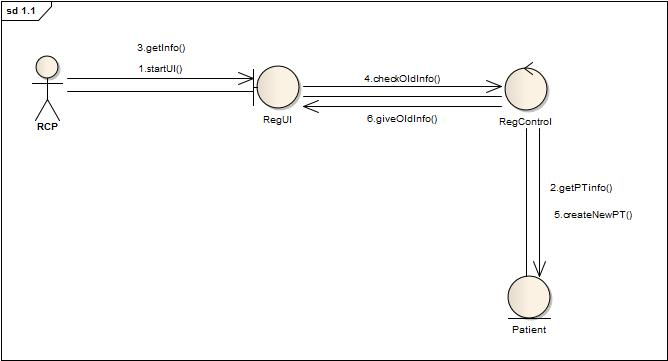 sd 1.1
3.getInfo()
1.startUI()
4.checkOldInfo()
RegUI
6.giveOldInfo()
RegControl
RCP
2.getPTinfo()
5.createNewPT()
Patient